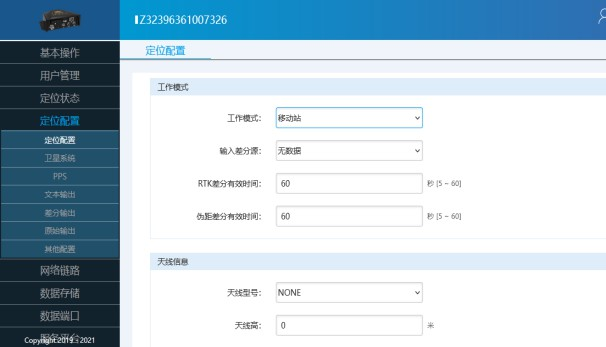 IZ32396361007326
基本操作
用户管理
定位状态
定位配置
定位配置
卫星系统
PPS
文本输出
差分输出
原始输出
其他配置
网络链路
数据存储
数据端口
服务平台
Copyright 2019 - 2021
定位配置
工作模式
工作模式: 移动站
输入差分源: 无数据
RTK差分有效时间: 60 秒 [5 ~ 60]
伪距差分有效时间: 60 秒 [5 ~ 60]
天线信息
天线型号: NONE
天线高: 0 米